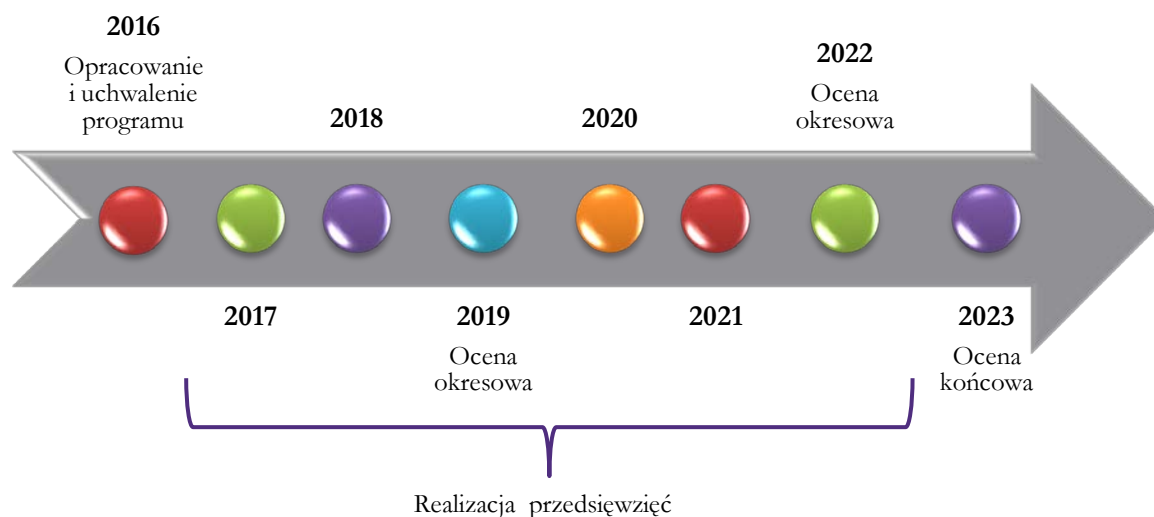 2016
Opracowanie
i uchwalenie
programu
2018
2020
2022
Ocena
okresowa
2017
2019
Ocena
okresowa
2021
2023
Ocena
końcowa
Realizacja przedsięwzięć